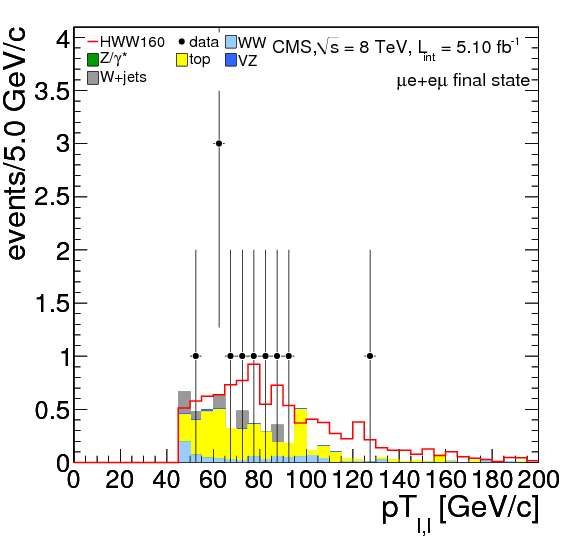 HWW160 data WW CMS,√s = 8 TeV, L_int = 5.10 fb⁻¹
Z/γ* top VZ
W+jets
μe+eμ final state
events/5.0 GeV/c
4
3.5
3
2.5
2
1.5
1
0.5
0
0 20 40 60 80 100 120 140 160 180 200
pT_l,l [GeV/c]